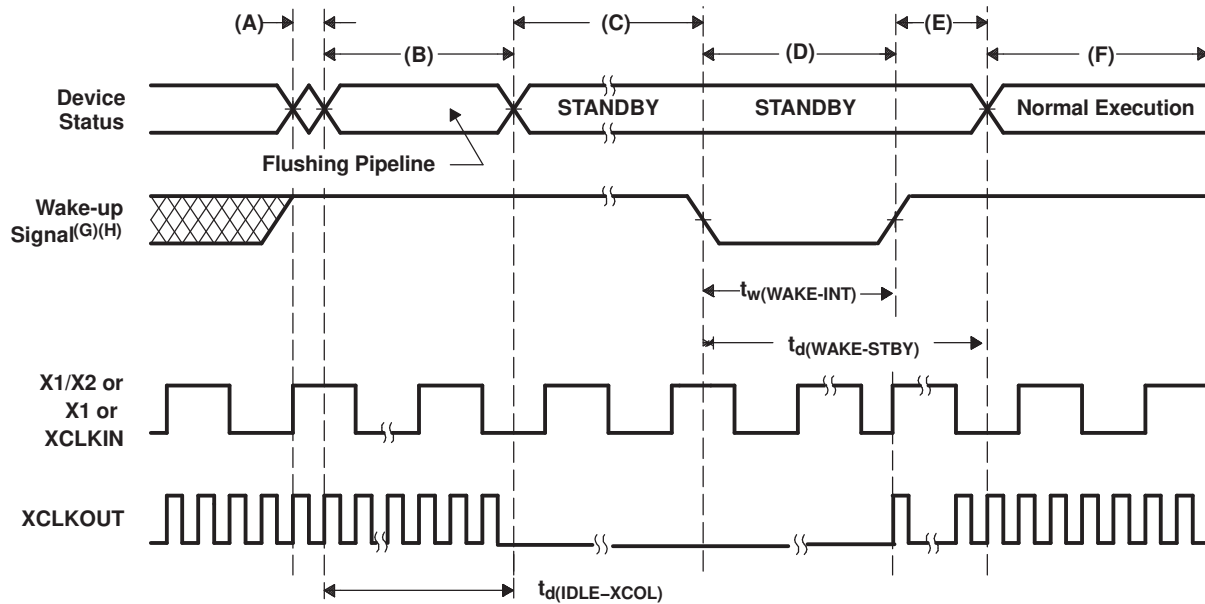 (A)
(C)
(E)
(B)
(D)
(F)
Device
Status
STANDBY
STANDBY
Normal Execution
Flushing Pipeline
Wake-up
Signal(G)(H)
tw(WAKE-INT)
td(WAKE-STBY)
X1/X2 or
X1 or
XCLKIN
XCLKOUT
td(IDLE−XCOL)